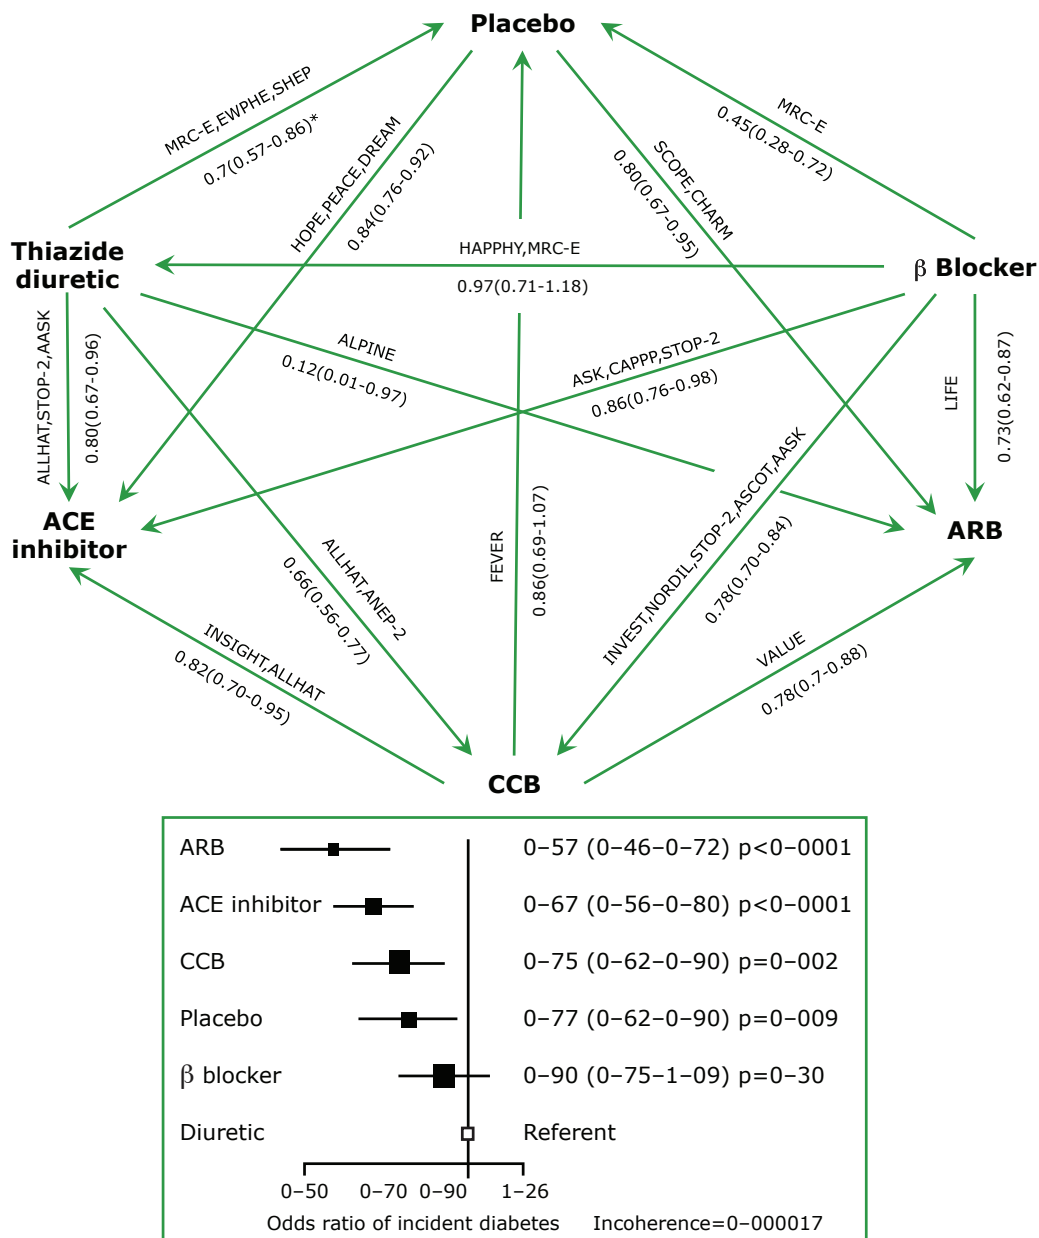 Placebo
MRC-E,EWPHE,SHEP
0.7(0.57-0.86)*
HOPE,PEACE,DREAM
0.84(0.76-0.92)
SCOPE,CHARM
0.80(0.67-0.95)
MRC-E
0.45(0.28-0.72)
Thiazide
diuretic
HAPPHY,MRC-E
0.97(0.71-1.18)
β Blocker
ALLHAT,STOP-2,AASK
0.80(0.67-0.96)
ALPINE
0.12(0.01-0.97)
ASK,CAPPP,STOP-2
0.86(0.76-0.98)
LIFE
0.73(0.62-0.87)
ACE
inhibitor
ALLHAT,ANEP-2
0.66(0.56-0.77)
FEVER
0.86(0.69-1.07)
INVEST,NORDIL,STOP-2,ASCOT,AASK
0.78(0.70-0.84)
ARB
INSIGHT,ALLHAT
0.82(0.70-0.95)
VALUE
0.78(0.7-0.88)
CCB
ARB 0–57 (0–46–0–72) p<0–0001
ACE inhibitor 0–67 (0–56–0–80) p<0–0001
CCB 0–75 (0–62–0–90) p=0–002
Placebo 0–77 (0–62–0–90) p=0–009
β blocker 0–90 (0–75–1–09) p=0–30
Diuretic Referent
0–50 0–70 0–90 1–26
Odds ratio of incident diabetes Incoherence=0–000017